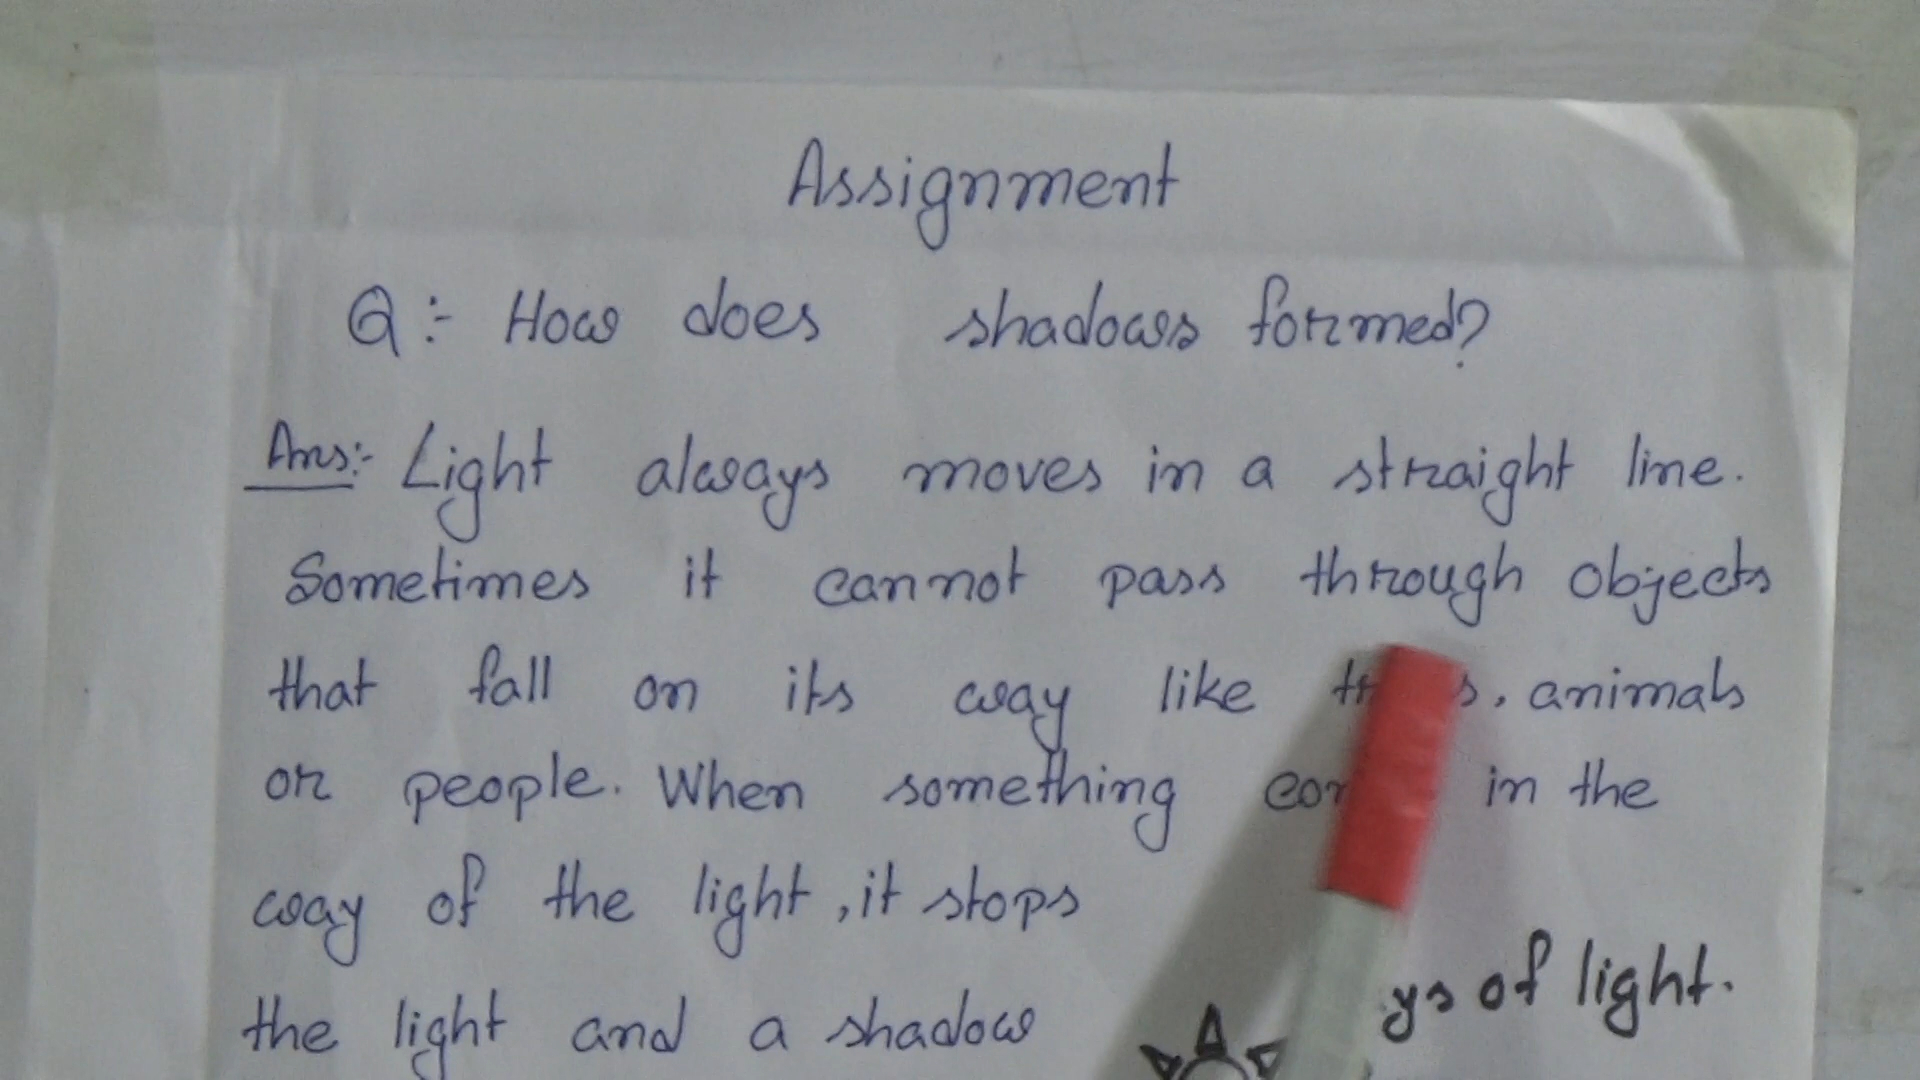 Assignment
Q:- How does shadows formed?
Ans:- Light always moves in a straight line.
Sometimes it cannot pass through objects
that fall on its way like , animals
or people. When something in the
way of the light, it stops
the light and a shadow
of light.